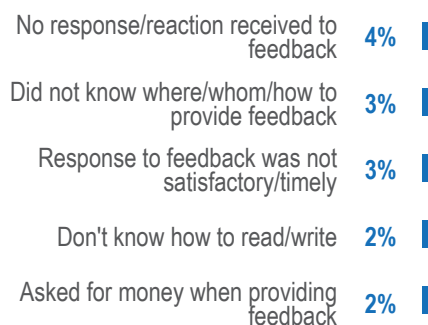 No response/reaction received to
feedback
4%
Did not know where/whom/how to
provide feedback
3%
Response to feedback was not
satisfactory/timely
3%
Don't know how to read/write
2%
Asked for money when providing
feedback
2%